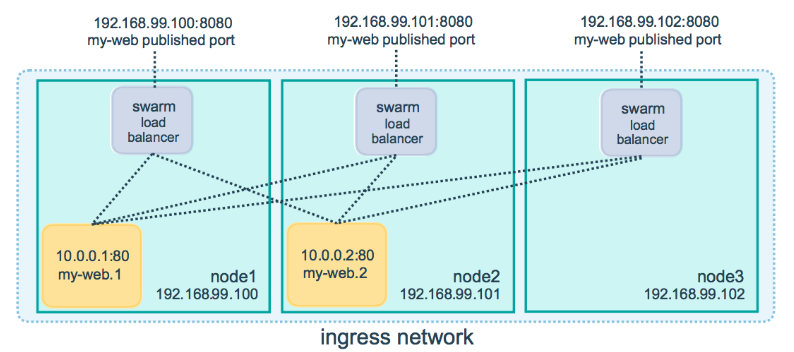 192.168.99.100:8080
my-web published port
192.168.99.101:8080
my-web published port
192.168.99.102:8080
my-web published port
swarm
load
balancer
swarm
load
balancer
swarm
load
balancer
10.0.0.1:80
my-web.1
node1
192.168.99.100
10.0.0.2:80
my-web.2
node2
192.168.99.101
node3
192.168.99.102
ingress network